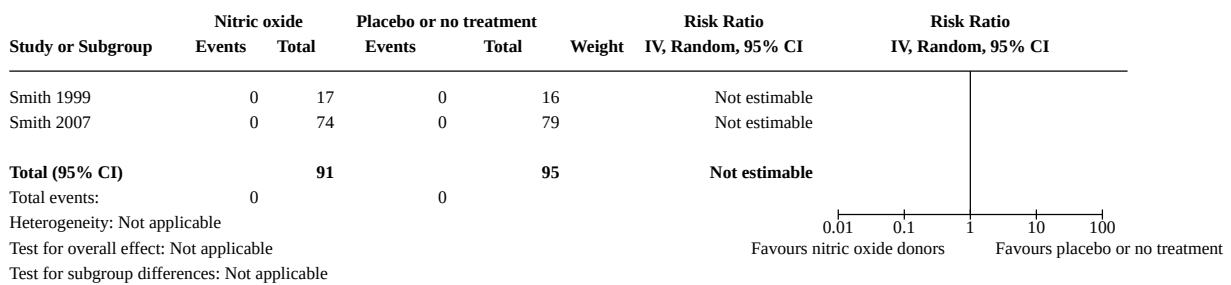 Nitric oxide Placebo or no treatment Risk Ratio Risk Ratio
Study or Subgroup Events Total Events Total Weight IV, Random, 95% CI IV, Random, 95% CI
Smith 1999 0 17 0 16 Not estimable
Smith 2007 0 74 0 79 Not estimable
Total (95% CI) 91 95 Not estimable
Total events: 0 0
Heterogeneity: Not applicable
0.01 0.1 1 10 100
Test for overall effect: Not applicable Favours nitric oxide donors Favours placebo or no treatment
Test for subgroup differences: Not applicable